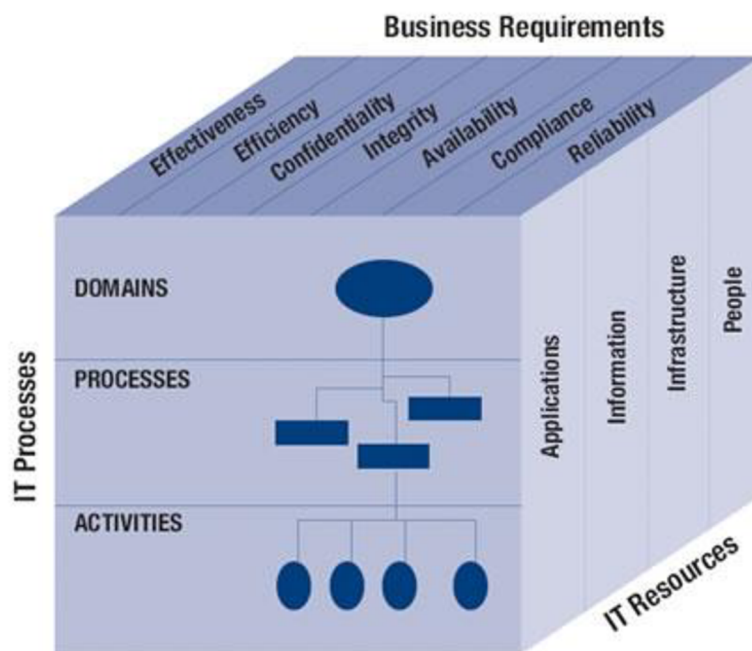 Business Requirements
Effectiveness
Efficiency
Confidentiality
Integrity
Availability
Compliance
Reliability
IT Processes
DOMAINS
PROCESSES
ACTIVITIES
Applications
Information
Infrastructure
People
IT Resources